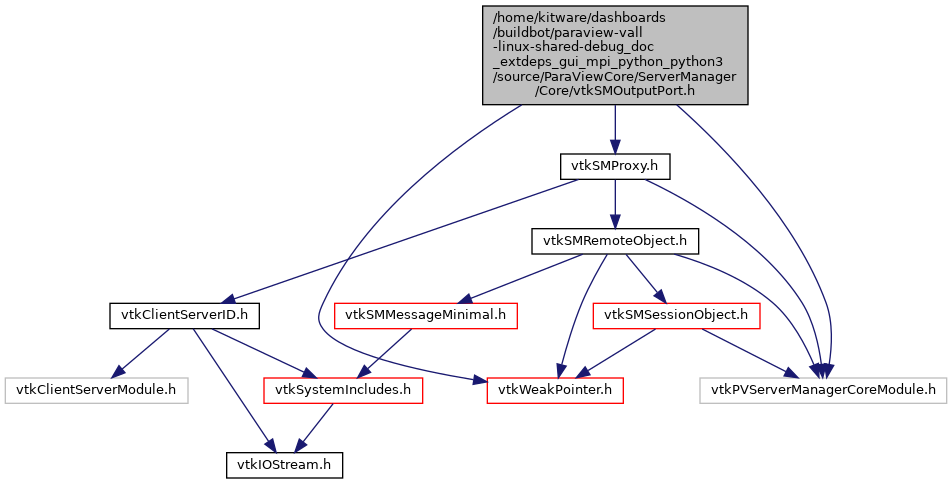 /home/kitware/dashboards
/buildbot/paraview-vall
-linux-shared-debug_doc
_extdeps_gui_mpi_python_python3
/source/ParaViewCore/ServerManager
/Core/vtkSMOutputPort.h
vtkSMProxy.h
vtkSMRemoteObject.h
vtkClientServerID.h
vtkSMMessageMinimal.h
vtkSMSessionObject.h
vtkClientServerModule.h
vtkSystemIncludes.h
vtkWeakPointer.h
vtkPVServerManagerCoreModule.h
vtkIOStream.h